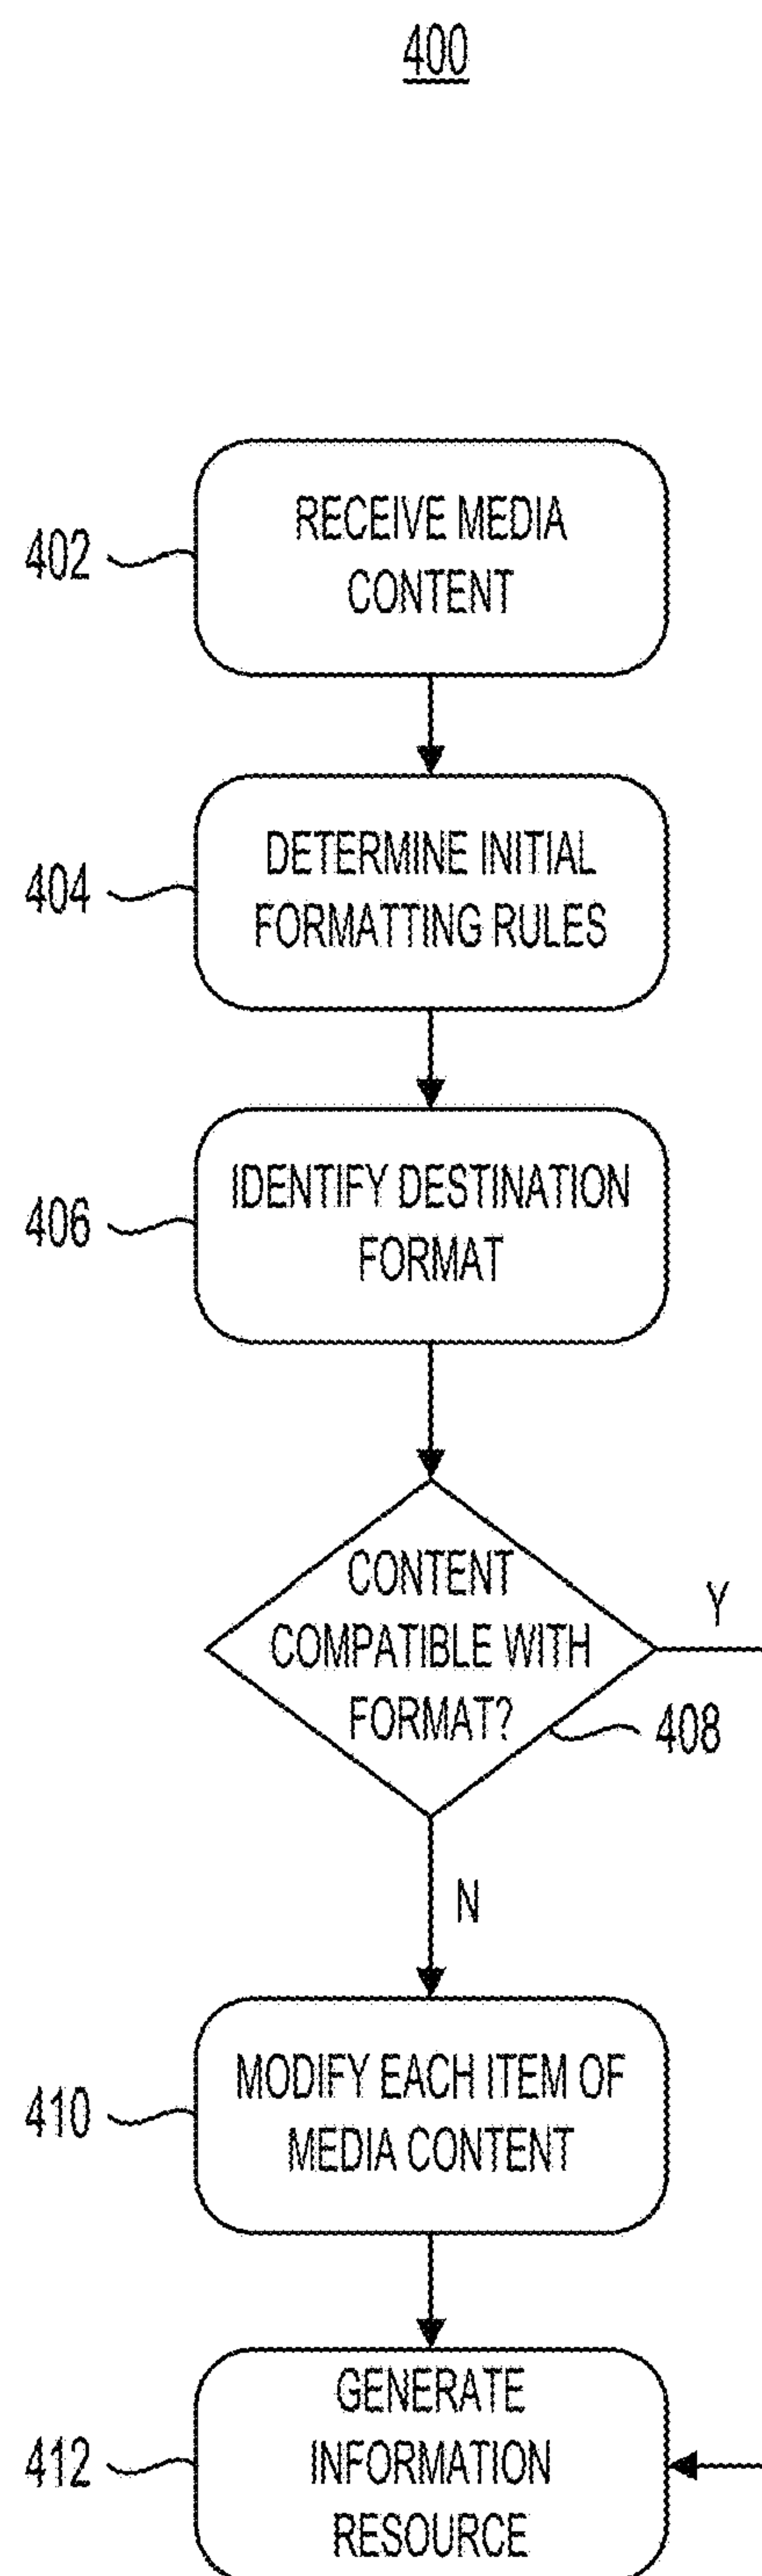 400
402
RECEIVE MEDIA
CONTENT
404
DETERMINE INITIAL
FORMATTING RULES
406
IDENTIFY DESTINATION
FORMAT
CONTENT
COMPATIBLE WITH
FORMAT?
Y
408
N
410
MODIFY EACH ITEM OF
MEDIA CONTENT
412
GENERATE
INFORMATION
RESOURCE